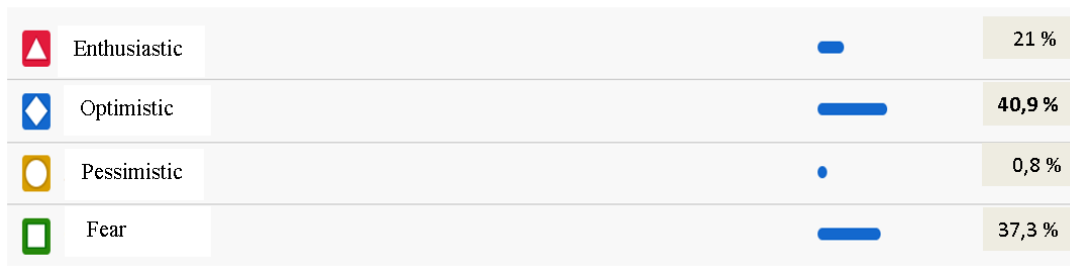 Enthusiastic 21 %
Optimistic 40,9 %
Pessimistic 0,8 %
Fear 37,3 %